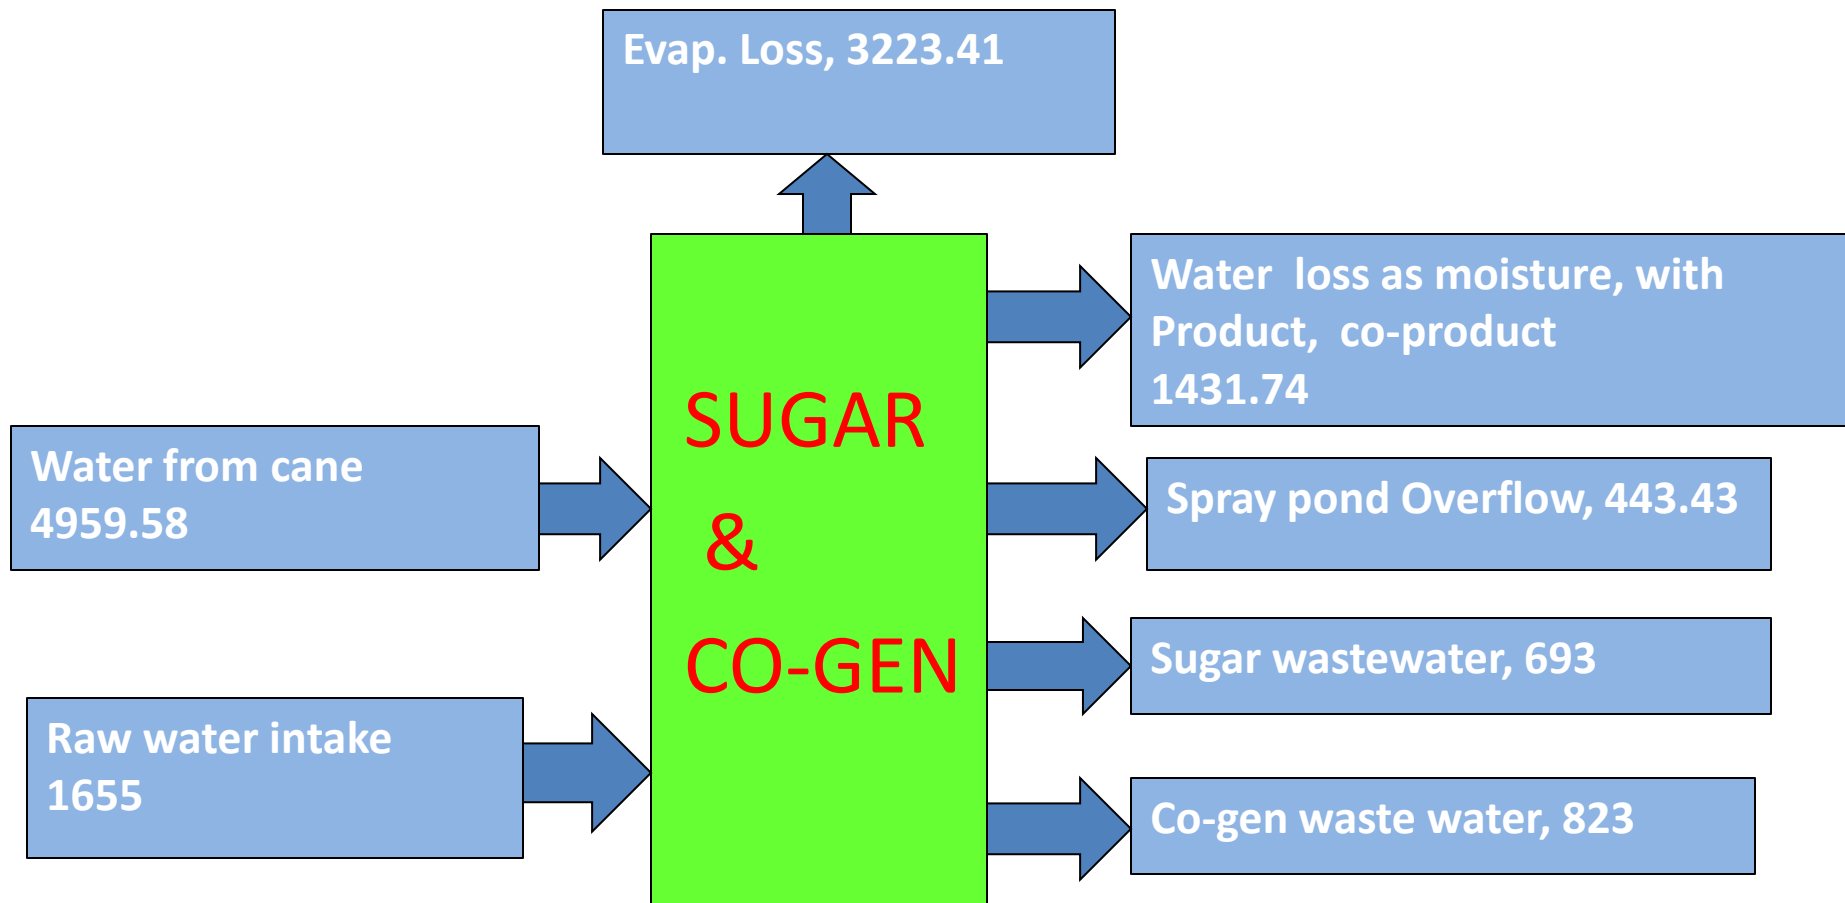 Evap. Loss, 3223.41
Water  loss as moisture, with
Product,  co-product
1431.74
SUGAR
&
CO-GEN
Water from cane
4959.58
Spray pond Overflow, 443.43
Sugar wastewater, 693
Raw water intake
1655
Co-gen waste water, 823